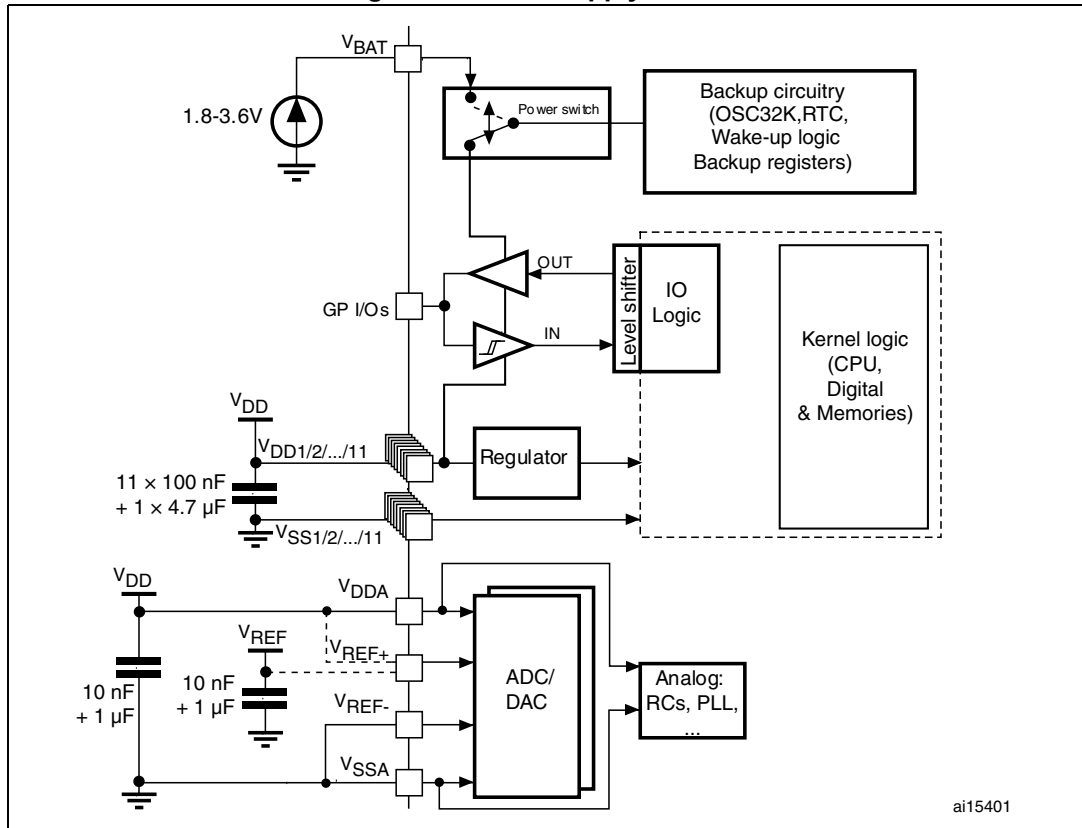 VBAT
1.8-3.6V
Power switch
Backup circuitry
(OSC32K,RTC,
Wake-up logic
Backup registers)
GP I/Os
OUT
IN
Level shifter
IO
Logic
Kernel logic
(CPU,
Digital
& Memories)
VDD
VDD1/2/.../11
11 × 100 nF
+ 1 × 4.7 µF
VSS1/2/.../11
Regulator
VDD
VDDA
VREF
VREF+
10 nF
+ 1 µF
10 nF
+ 1 µF
VREF-
VSSA
ADC/
DAC
Analog:
RCs, PLL,
...
ai15401